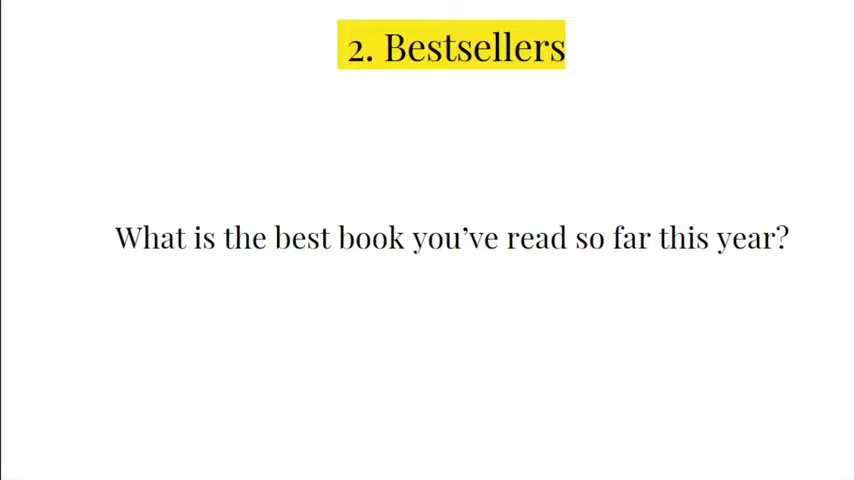 2. Bestsellers
What is the best book you’ve read so far this year?